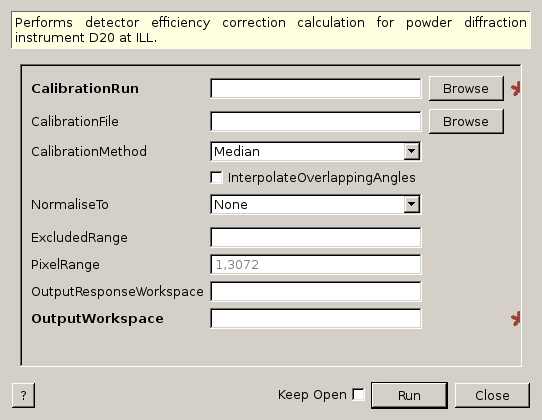 Performs detector efficiency correction calculation for powder diffraction
instrument D20 at ILL.
CalibrationRun Browse *
CalibrationFile Browse
CalibrationMethod Median
InterpolateOverlappingAngles
NormaliseTo None
ExcludedRange
PixelRange 1,3072
OutputResponseWorkspace
OutputWorkspace *
? Keep Open Run Close